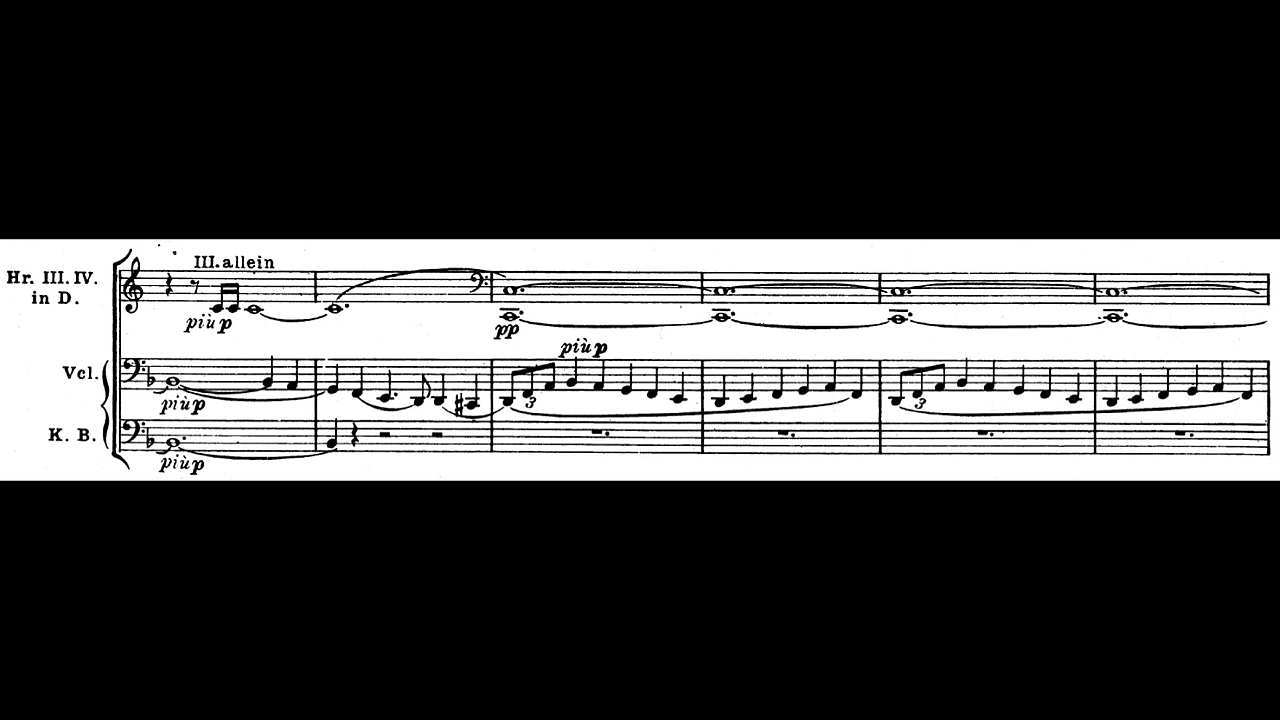 III. allein
Hr. III. IV.
in D.
più p
pp
più p
Vcl.
3
3
più p
K. B.
più p